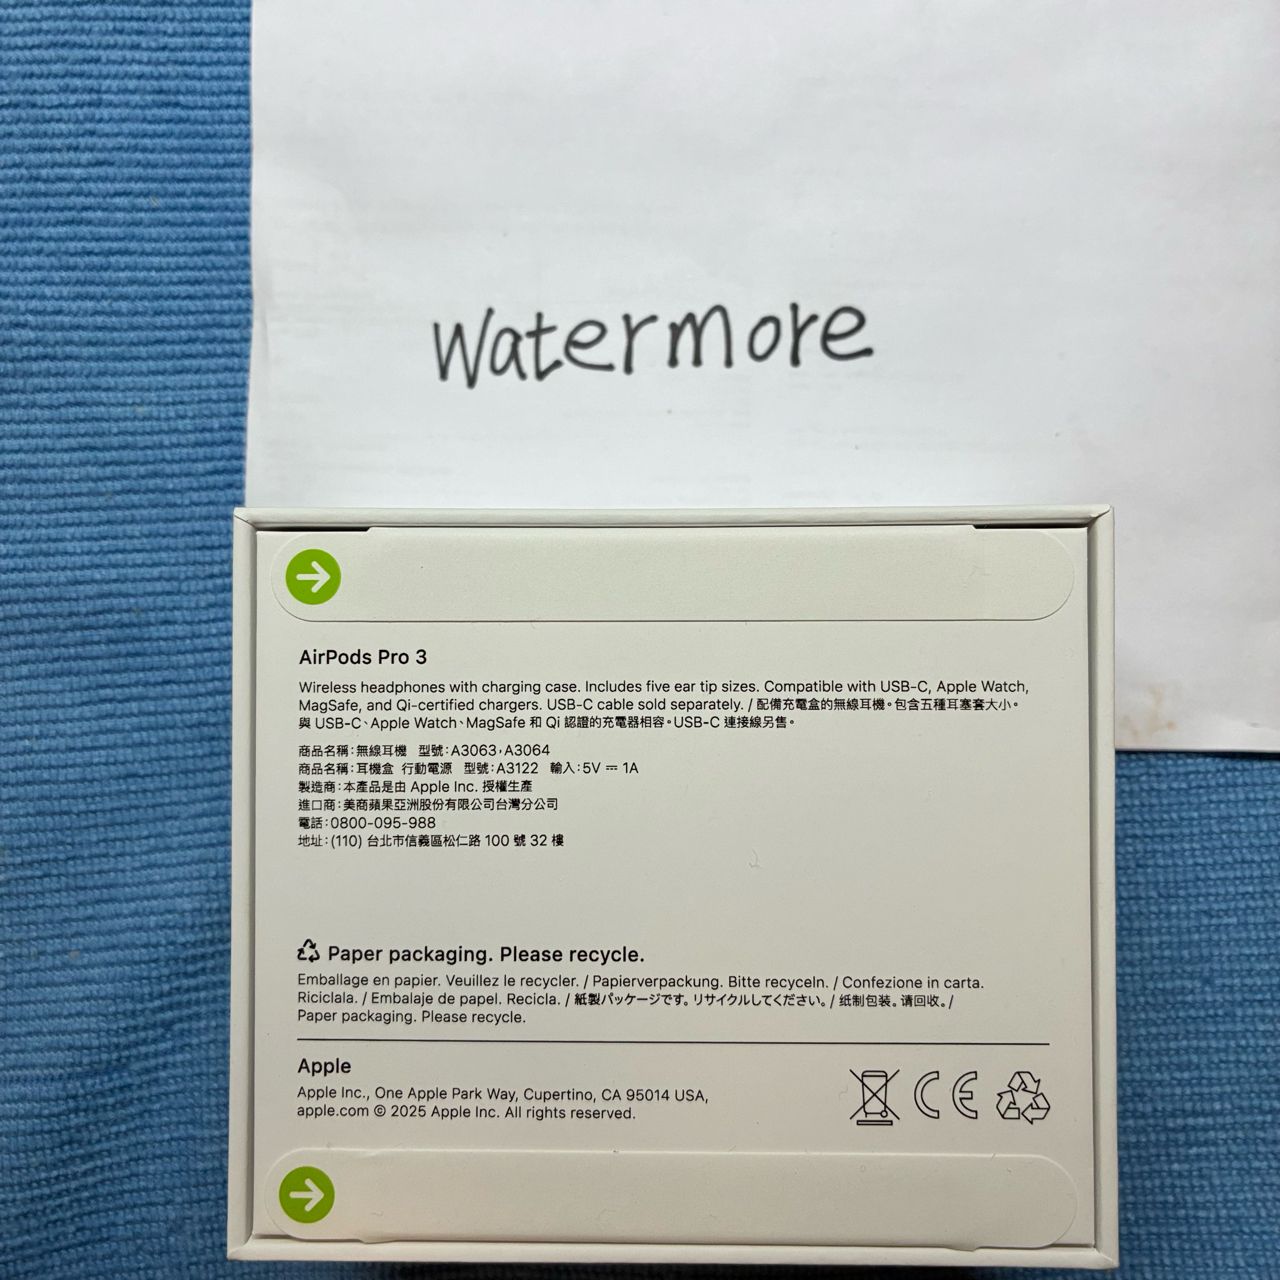 Watermore
AirPods Pro 3
Wireless headphones with charging case. Includes five ear tip sizes. Compatible with USB-C, Apple Watch,
MagSafe, and Qi-certified chargers. USB-C cable sold separately. / 配備充電盒的無線耳機。包含五種耳塞套大小。
與 USB-C、Apple Watch、MagSafe 和 Qi 認證的充電器相容。USB-C 連接線另售。
商品名稱：無線耳機 型號：A3063，A3064
商品名稱：耳機盒 行動電源 型號：A3122 輸入：5V ⎓ 1A
製造商：本產品是由 Apple Inc. 授權生產
進口商：美商蘋果亞洲股份有限公司台灣分公司
電話：0800-095-988
地址：(110) 台北市信義區松仁路 100 號 32 樓
Paper packaging. Please recycle.
Emballage en papier. Veuillez le recycler. / Papierverpackung. Bitte recyceln. / Confezione in carta.
Riciclala. / Embalaje de papel. Recicla. / 紙製パッケージです。リサイクルしてください。/ 纸制包装。请回收。/
Paper packaging. Please recycle.
Apple
Apple Inc., One Apple Park Way, Cupertino, CA 95014 USA,
apple.com © 2025 Apple Inc. All rights reserved.
CE